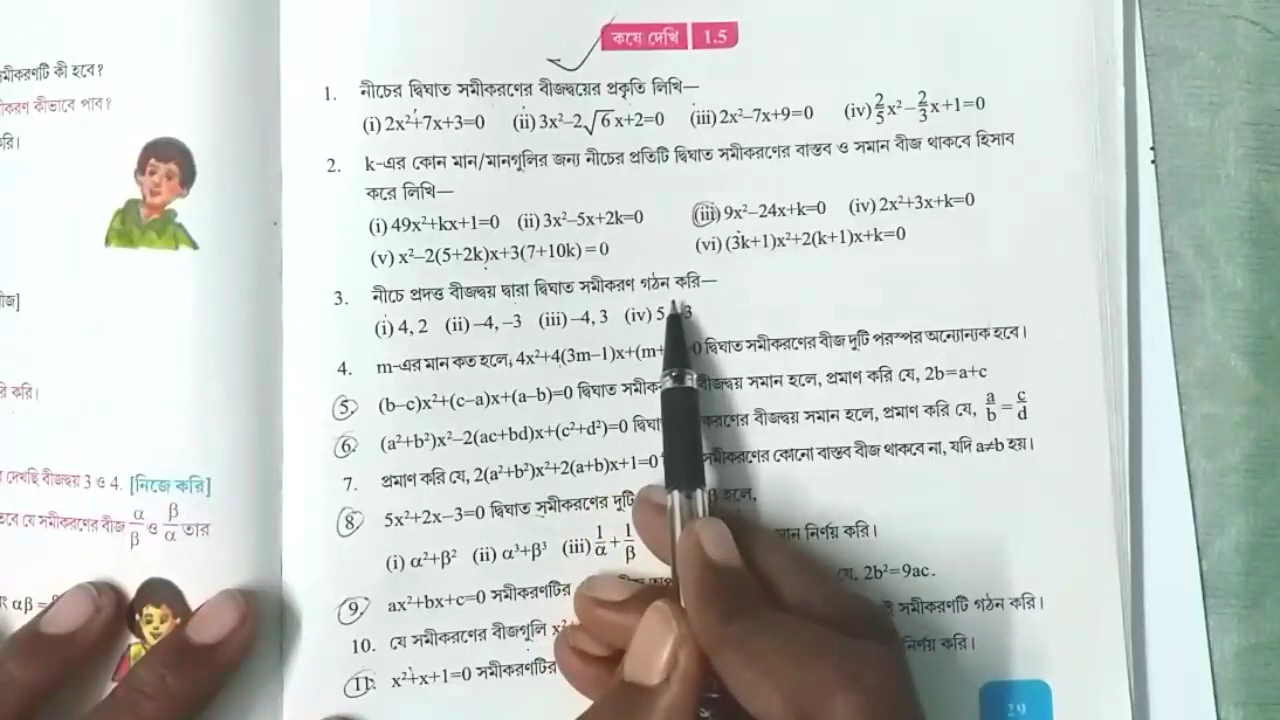 মীকরণটি কী হবে?
ীকরণ কীভাবে পাব?
রি।
ীজ]
রি করি।
দেখছি বীজদ্বয় 3 ও 4. [নিজে করি]
তবে যে সমীকরণের বীজ α/β ও β/α তার
αβ =
কষে দেখি 1.5
1. নীচের দ্বিঘাত সমীকরণের বীজদ্বয়ের প্রকৃতি লিখি—
(i) 2x²+7x+3=0 (ii) 3x²–2√6x+2=0 (iii) 2x²–7x+9=0 (iv) 2/5x²–2/3x+1=0
2. k-এর কোন মান/মানগুলির জন্য নীচের প্রতিটি দ্বিঘাত সমীকরণের বাস্তব ও সমান বীজ থাকবে হিসাব
করে লিখি—
(i) 49x²+kx+1=0 (ii) 3x²–5x+2k=0 (iii) 9x²–24x+k=0 (iv) 2x²+3x+k=0
(v) x²–2(5+2k)x+3(7+10k)=0 (vi) (3k+1)x²+2(k+1)x+k=0
3. নীচে প্রদত্ত বীজদ্বয় দ্বারা দ্বিঘাত সমীকরণ গঠন করি—
(i) 4, 2 (ii) –4, –3 (iii) –4, 3 (iv) 5 3
4. m-এর মান কত হলে, 4x²+4(3m–1)x+(m+ 0 দ্বিঘাত সমীকরণের বীজ দুটি পরস্পর অন্যোন্যক হবে।
5. (b–c)x²+(c–a)x+(a–b)=0 দ্বিঘাত সমীক বীজদ্বয় সমান হলে, প্রমাণ করি যে, 2b=a+c
6. (a²+b²)x²–2(ac+bd)x+(c²+d²)=0 দ্বিঘা করণের বীজদ্বয় সমান হলে, প্রমাণ করি যে, a/b = c/d
7. প্রমাণ করি যে, 2(a²+b²)x²+2(a+b)x+1=0 সমীকরণের কোনো বাস্তব বীজ থাকবে না, যদি a≠b হয়।
8. 5x²+2x–3=0 দ্বিঘাত সমীকরণের দুটি β হলে,
(i) α²+β² (ii) α³+β³ (iii) 1/α + 1/β মান নির্ণয় করি।
9. ax²+bx+c=0 সমীকরণটির যে, 2b²=9ac.
10. যে সমীকরণের বীজগুলি x² সমীকরণটি গঠন করি।
11. x²+x+1=0 সমীকরণটির নির্ণয় করি।
29